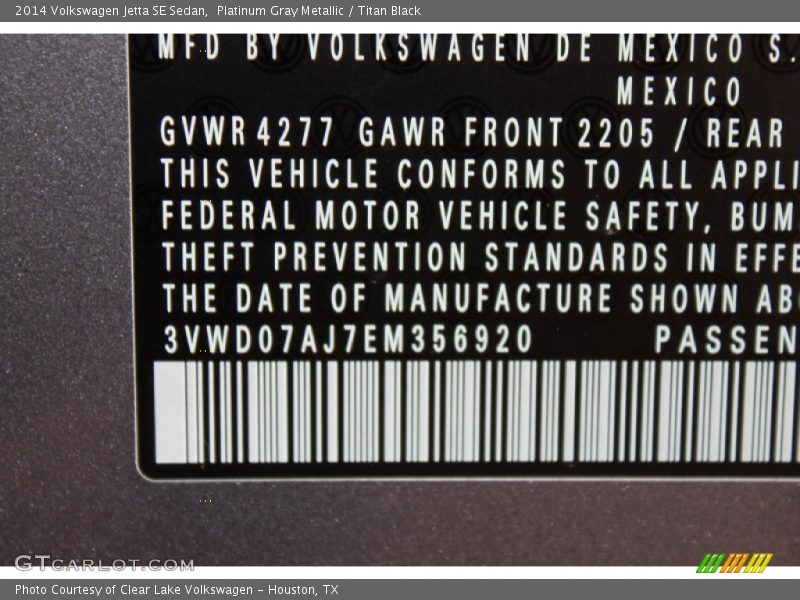 2014 Volkswagen Jetta SE Sedan,  Platinum Gray Metallic / Titan Black
MFD BY VOLKSWAGEN DE MEXICO S.
MEXICO
GVWR 4277 GAWR FRONT 2205 / REAR
THIS VEHICLE CONFORMS TO ALL APPLI
FEDERAL MOTOR VEHICLE SAFETY, BUM
THEFT PREVENTION STANDARDS IN EFFE
THE DATE OF MANUFACTURE SHOWN AB
3VWD07AJ7EM356920 PASSEN
GTCARLOT.COM
Photo Courtesy of Clear Lake Volkswagen - Houston, TX